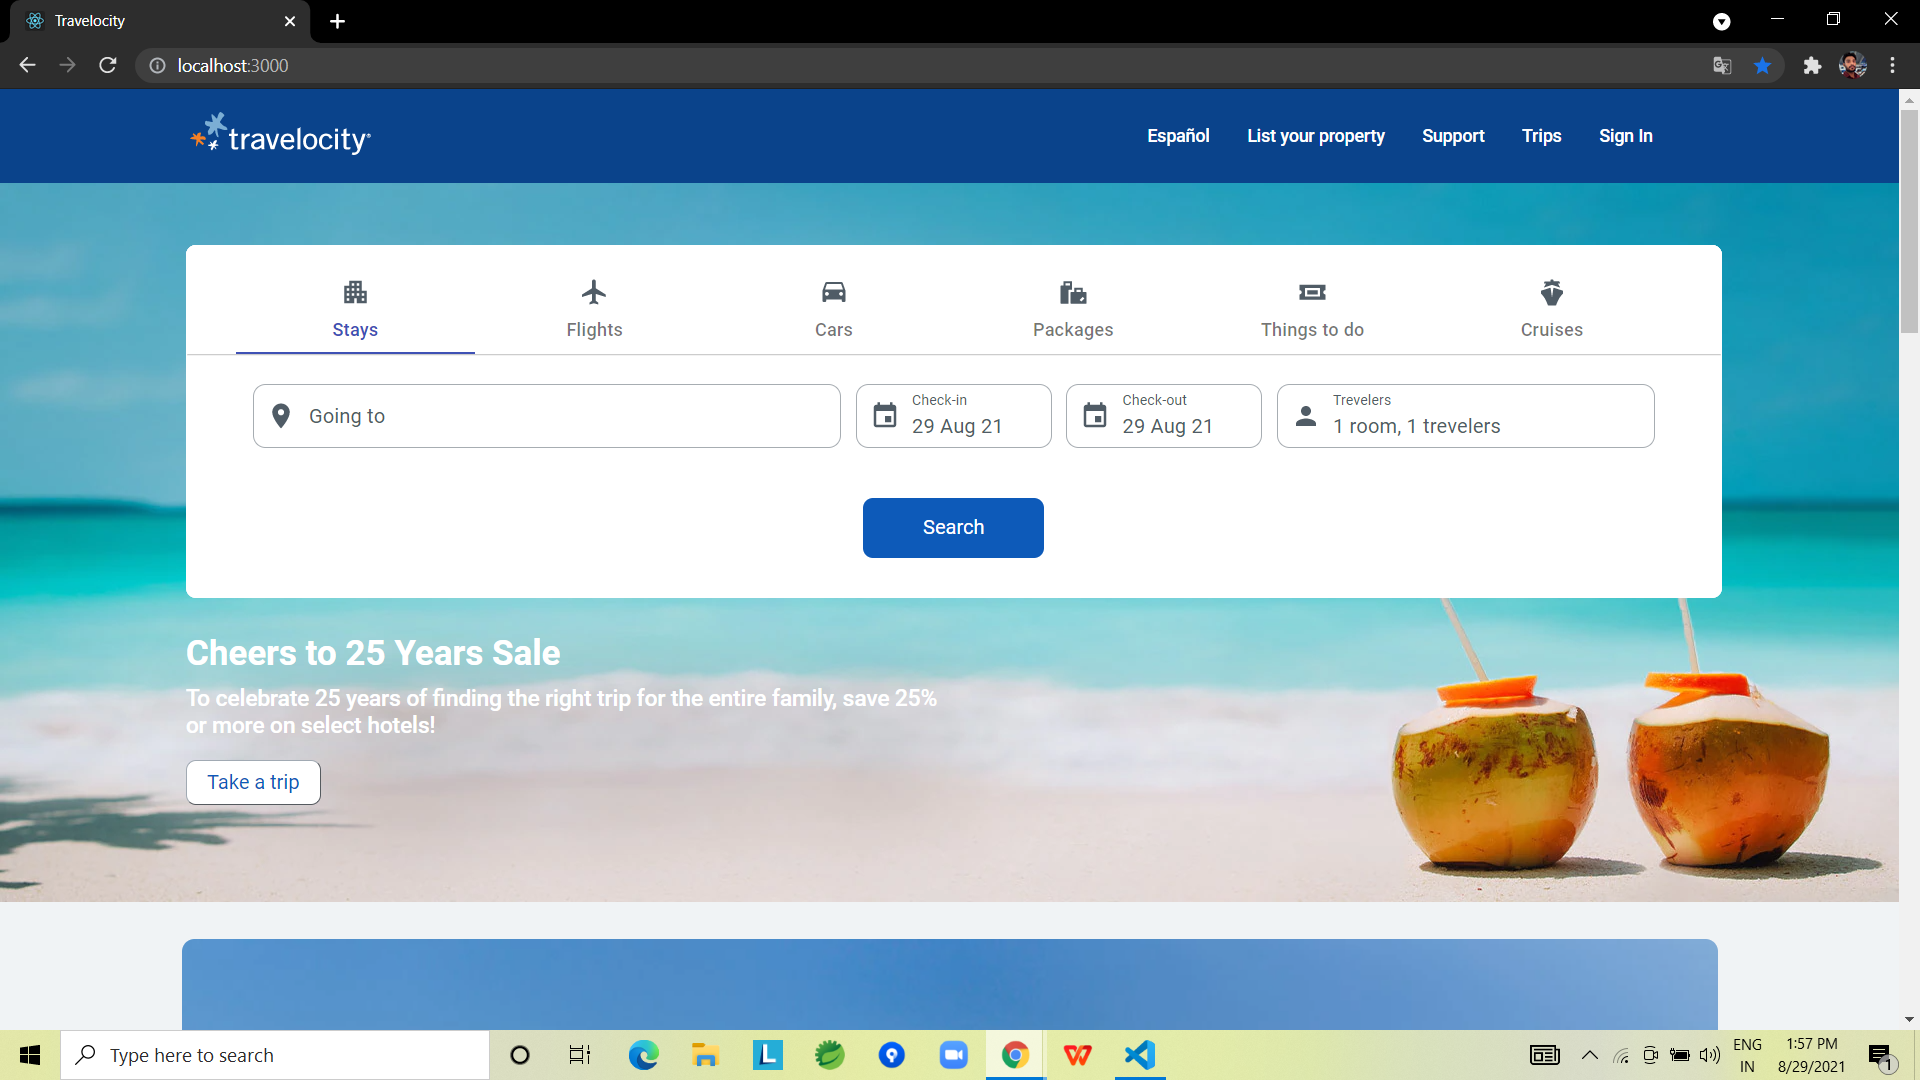 Travelocity
localhost:3000
travelocity
Español List your property Support Trips Sign In
Stays Flights Cars Packages Things to do Cruises
Going to
Check-in
29 Aug 21
Check-out
29 Aug 21
Trevelers
1 room, 1 trevelers
Search
Cheers to 25 Years Sale
To celebrate 25 years of finding the right trip for the entire family, save 25%
or more on select hotels!
Take a trip
Type here to search
ENG
IN
1:57 PM
8/29/2021
1